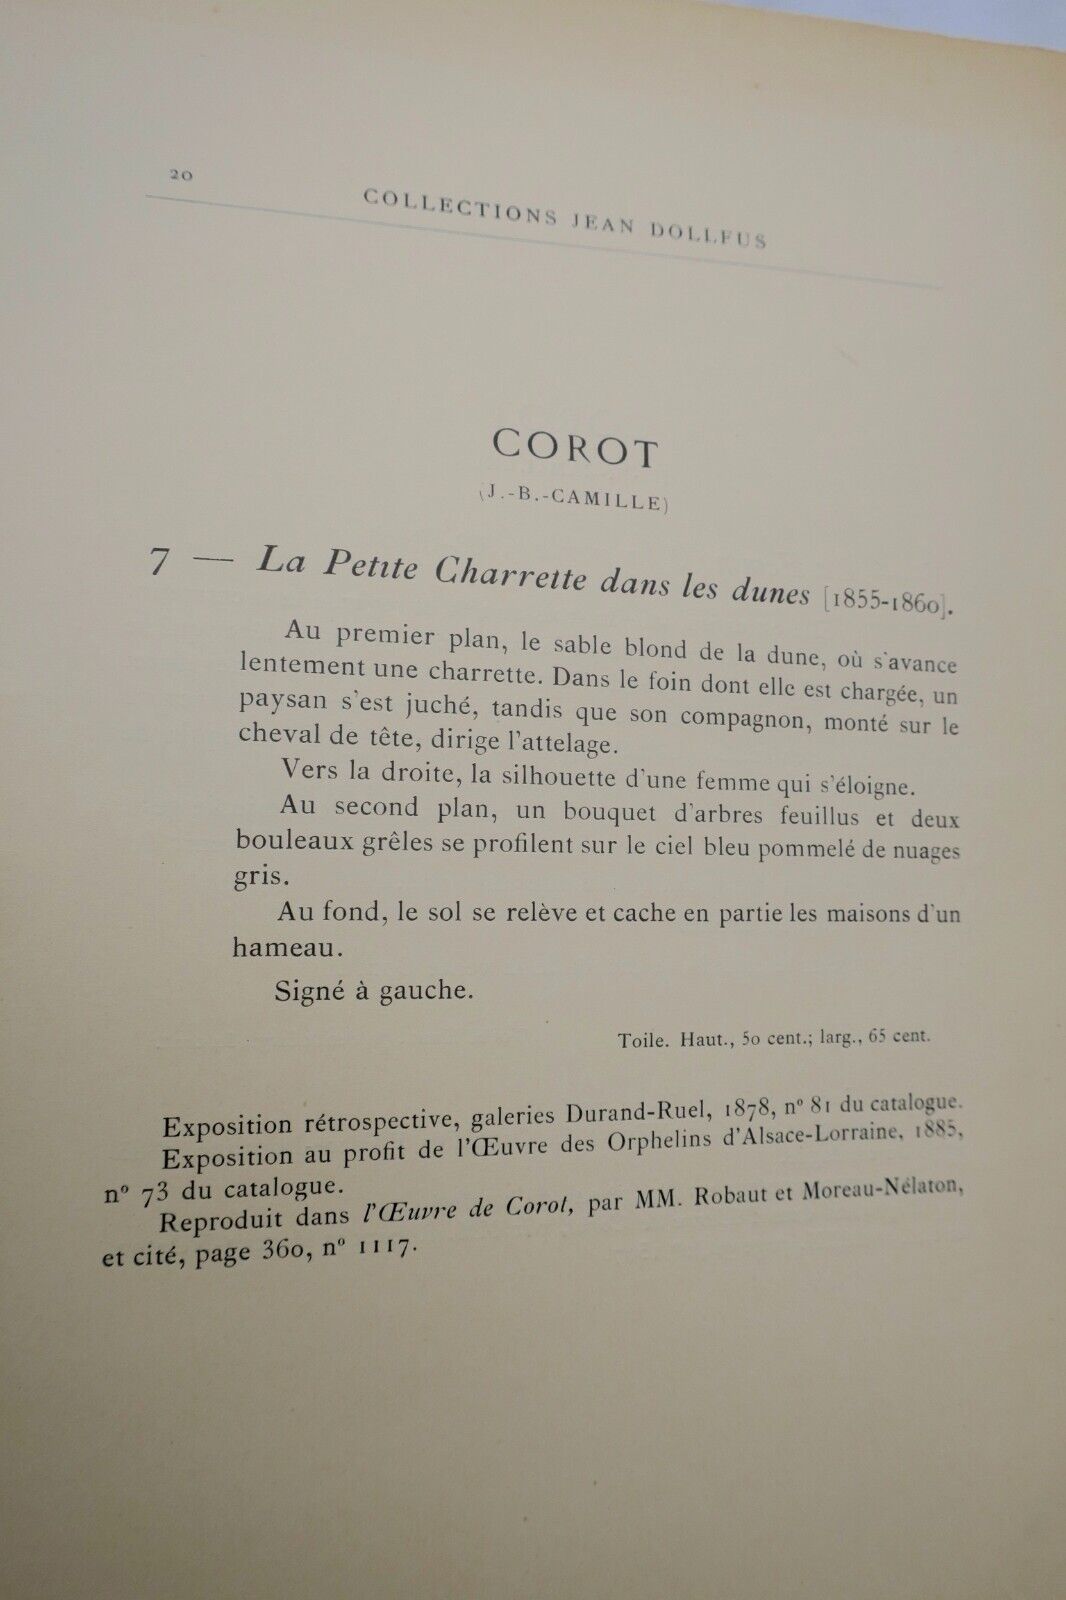 20
COLLECTIONS JEAN DOLLFUS
COROT
(J.-B.-CAMILLE)
7 — La Petite Charrette dans les dunes [1855-1860].
Au premier plan, le sable blond de la dune, où s'avance
lentement une charrette. Dans le foin dont elle est chargée, un
paysan s'est juché, tandis que son compagnon, monté sur le
cheval de tête, dirige l'attelage.
Vers la droite, la silhouette d'une femme qui s'éloigne.
Au second plan, un bouquet d'arbres feuillus et deux
bouleaux grêles se profilent sur le ciel bleu pommelé de nuages
gris.
Au fond, le sol se relève et cache en partie les maisons d'un
hameau.
Signé à gauche.
Toile. Haut., 50 cent.; larg., 65 cent.
Exposition rétrospective, galeries Durand-Ruel, 1878, nº 81 du catalogue.
Exposition au profit de l'Œuvre des Orphelins d'Alsace-Lorraine, 1885,
nº 73 du catalogue.
Reproduit dans l'Œuvre de Corot, par MM. Robaut et Moreau-Nélaton,
et cité, page 360, nº 1117.